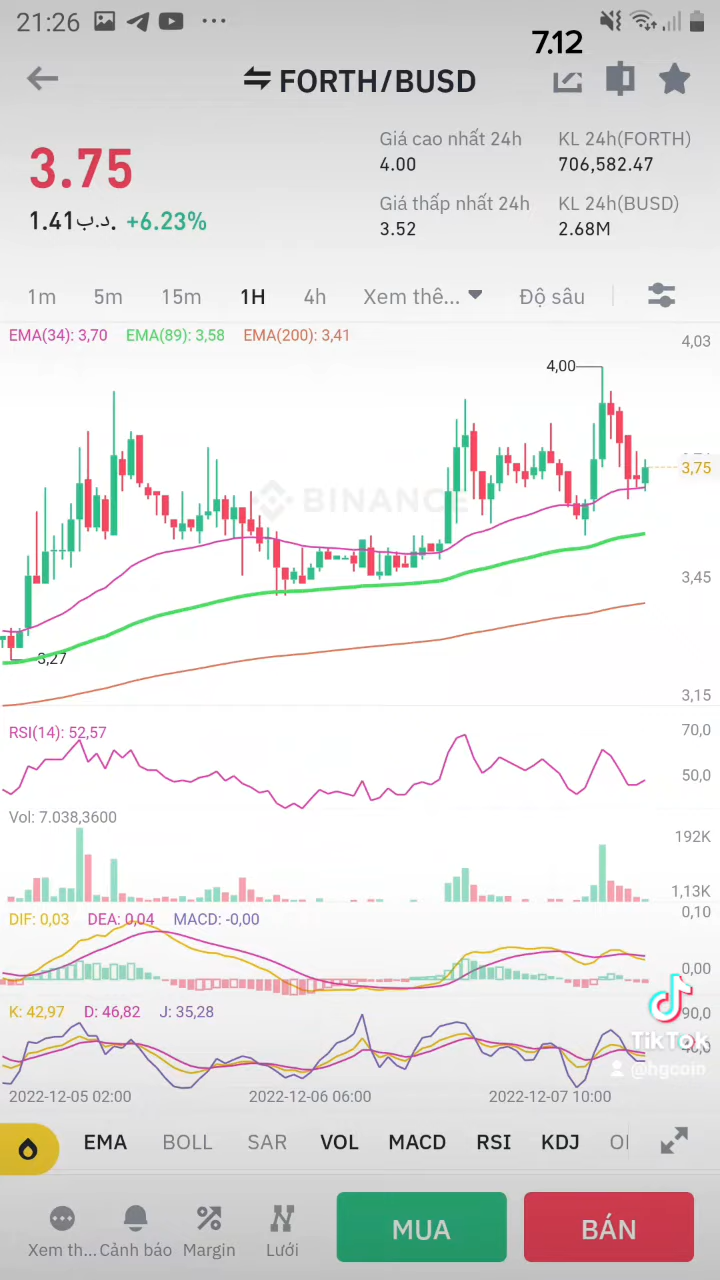 21:26
7.12
FORTH/BUSD
3.75
1.41د.ب. +6.23%
Giá cao nhất 24h
4.00
KL 24h(FORTH)
706,582.47
Giá thấp nhất 24h
3.52
KL 24h(BUSD)
2.68M
1m 5m 15m 1H 4h Xem thê... Độ sâu
EMA(34): 3,70 EMA(89): 3,58 EMA(200): 3,41
4,03
4,00
3,75
BINANCE
3,45
3,27
3,15
RSI(14): 52,57
70,0
50,0
Vol: 7.038,3600
192K
1,13K
DIF: 0,03 DEA: 0,04 MACD: -0,00
0,10
0,00
K: 42,97 D: 46,82 J: 35,28
90,0
TikTok
@hgcoin
2022-12-05 02:00 2022-12-06 06:00 2022-12-07 10:00
EMA BOLL SAR VOL MACD RSI KDJ
Xem th... Cảnh báo Margin Lưới
MUA
BÁN